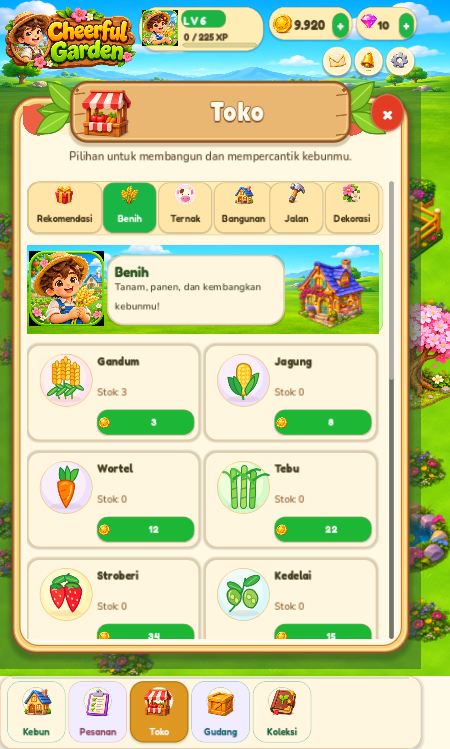 Cheerful
Garden
LV 6
0 / 225 XP
9.920
+
10
+
Toko
Pilihan untuk membangun dan mempercantik kebunmu.
Rekomendasi
Benih
Ternak
Bangunan
Jalan
Dekorasi
Benih
Tanam, panen, dan kembangkan
kebunmu!
Gandum
Stok: 3
3
Jagung
Stok: 0
8
Wortel
Stok: 0
12
Tebu
Stok: 0
22
Stroberi
Stok: 0
34
Kedelai
Stok: 0
15
Kebun
Pesanan
Toko
Gudang
Koleksi